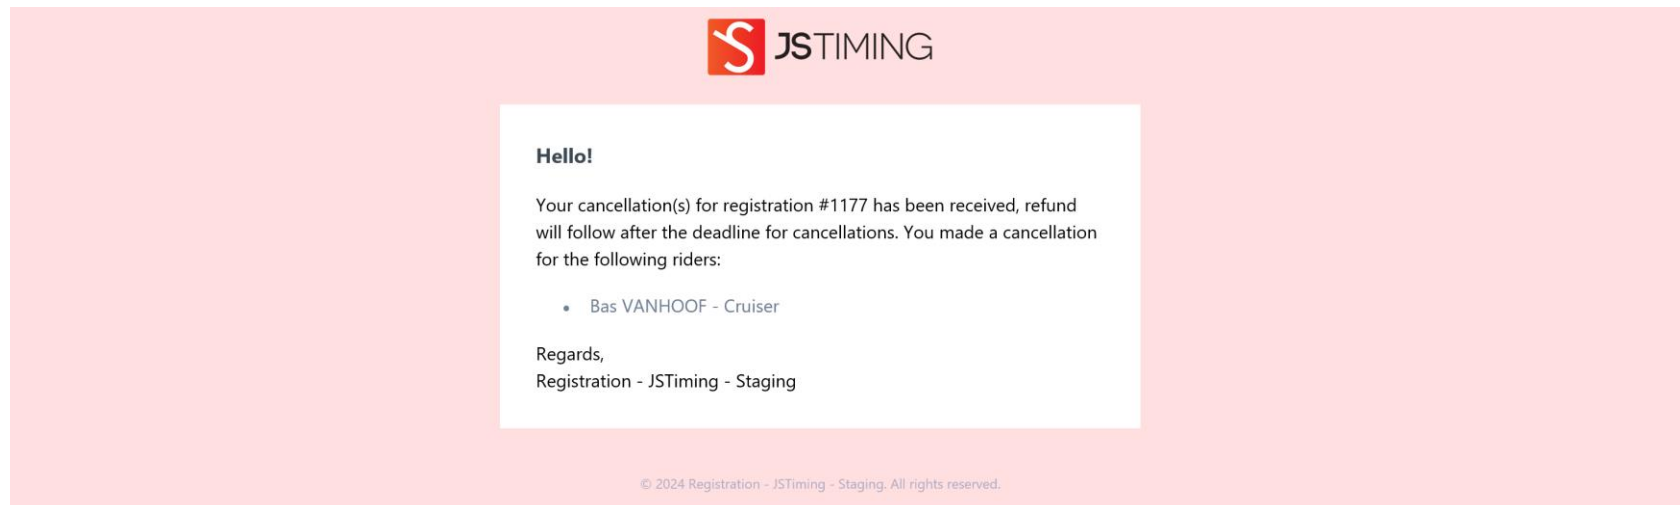 JSTIMING
Hello!
Your cancellation(s) for registration #1177 has been received, refund
will follow after the deadline for cancellations. You made a cancellation
for the following riders:
• Bas VANHOOF - Cruiser
Regards,
Registration - JSTiming - Staging
© 2024 Registration - JSTiming - Staging. All rights reserved.